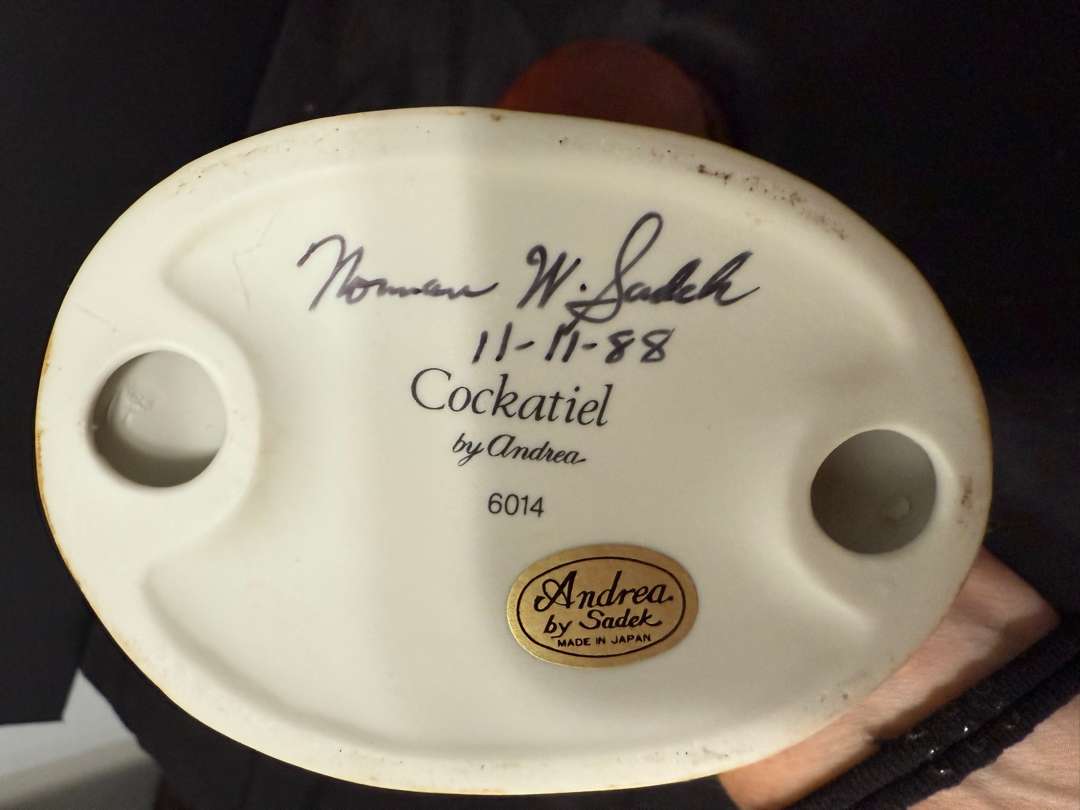 Norman W. Sadek
11-11-88
Cockatiel
by Andrea
6014
Andrea
by Sadek
MADE IN JAPAN